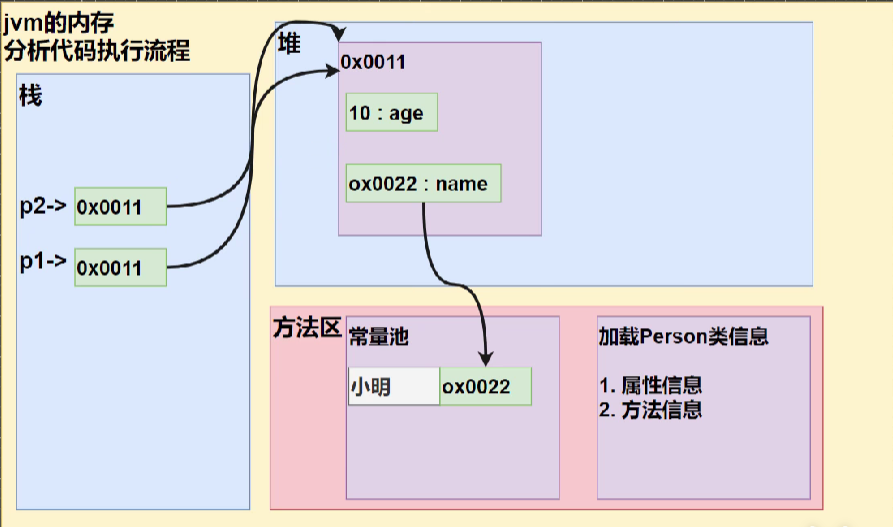 jvm的内存
分析代码执行流程
栈
p2-> 0x0011
p1-> 0x0011
堆
0x0011
10 : age
ox0022 : name
方法区
常量池
小明 ox0022
加载Person类信息
1. 属性信息
2. 方法信息